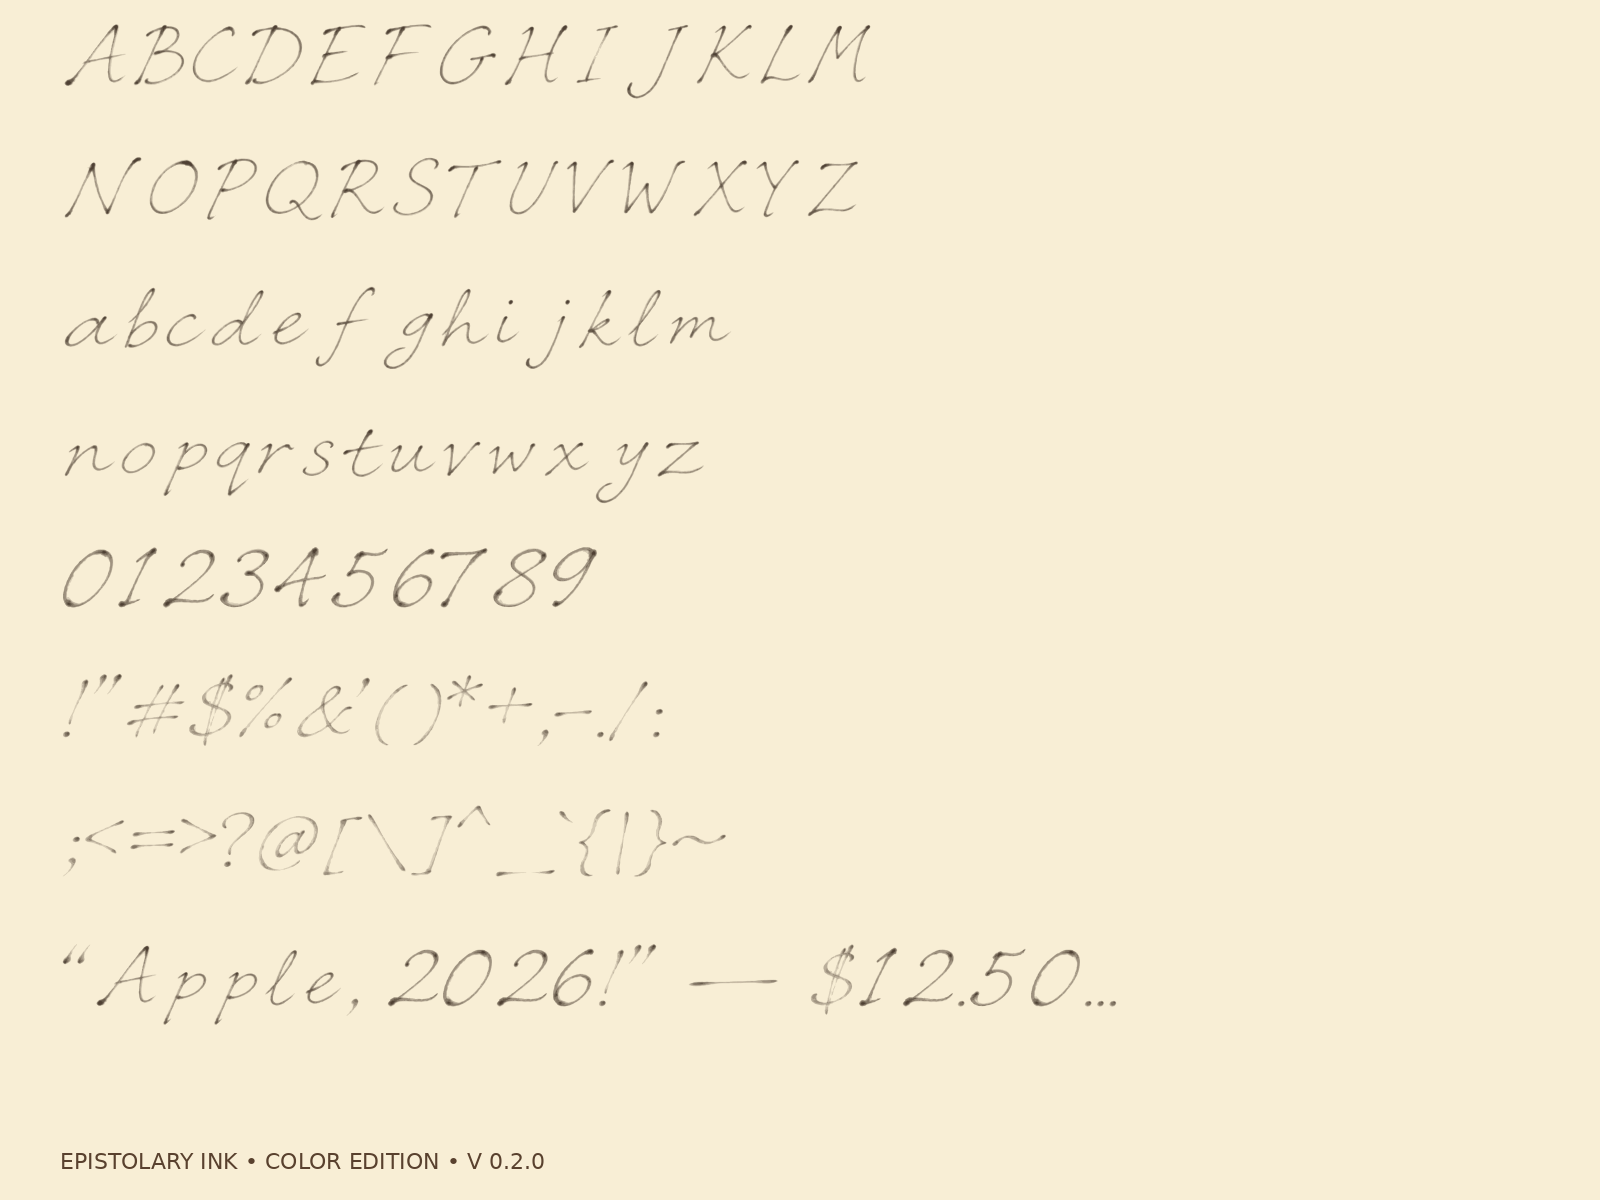 ABCDEFGHIJKLM
NOPQRSTUVWXYZ
abcdefghijklm
nopqrstuvwxyz
0123456789
!”#$%&’()*+,-./:
;<=>?@[\]^_`{|}~
“Apple, 2026!” — $12.50…
EPISTOLARY INK • COLOR EDITION • V 0.2.0